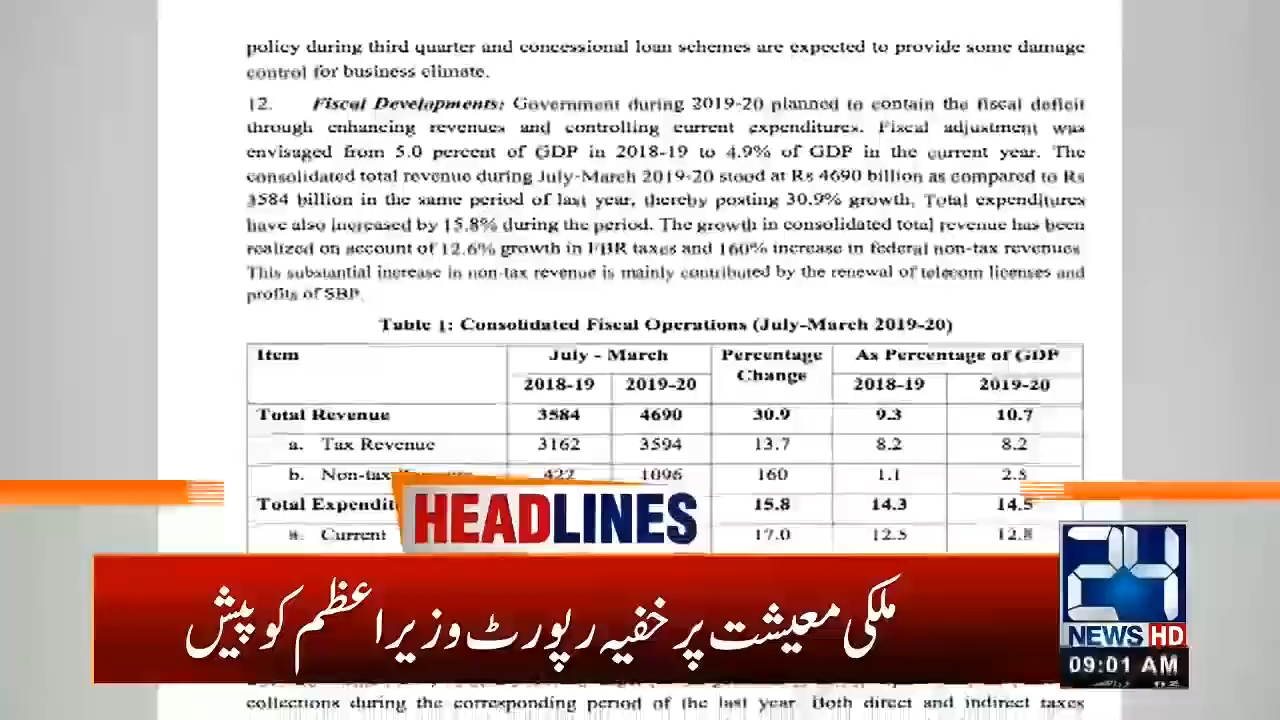 policy during third quarter and concessional loan schemes are expected to provide some damage
control for business climate.
12. Fiscal Developments: Government during 2019-20 planned to contain the fiscal deficit
through enhancing revenues and controlling current expenditures. Fiscal adjustment was
envisaged from 5.0 percent of GDP in 2018-19 to 4.9% of GDP in the current year. The
consolidated total revenue during July-March 2019-20 stood at Rs 4690 billion as compared to Rs
3584 billion in the same period of last year, thereby posting 30.9% growth. Total expenditures
have also increased by 15.8% during the period. The growth in consolidated total revenue has been
realized on account of 12.6% growth in FBR taxes and 160% increase in federal non-tax revenues
This substantial increase in non-tax revenue is mainly contributed by the renewal of telecom licenses and
profits of SBP.
Table 1: Consolidated Fiscal Operations (July-March 2019-20)
Item July - March Percentage Change As Percentage of GDP
2018-19 2019-20 2018-19 2019-20
Total Revenue 3584 4690 30.9 9.3 10.7
a. Tax Revenue 3162 3594 13.7 8.2 8.2
b. Non-tax 422 1096 160 1.1 2.5
Total Expendit 15.8 14.3 14.5
a. Current 17.0 12.5 12.8
HEADLINES
ملکی معیشت پر خفیہ رپورٹ وزیراعظم کو پیش
24
NEWS HD
09:01 AM
collections during the corresponding period of the last year. Both direct and indirect taxes